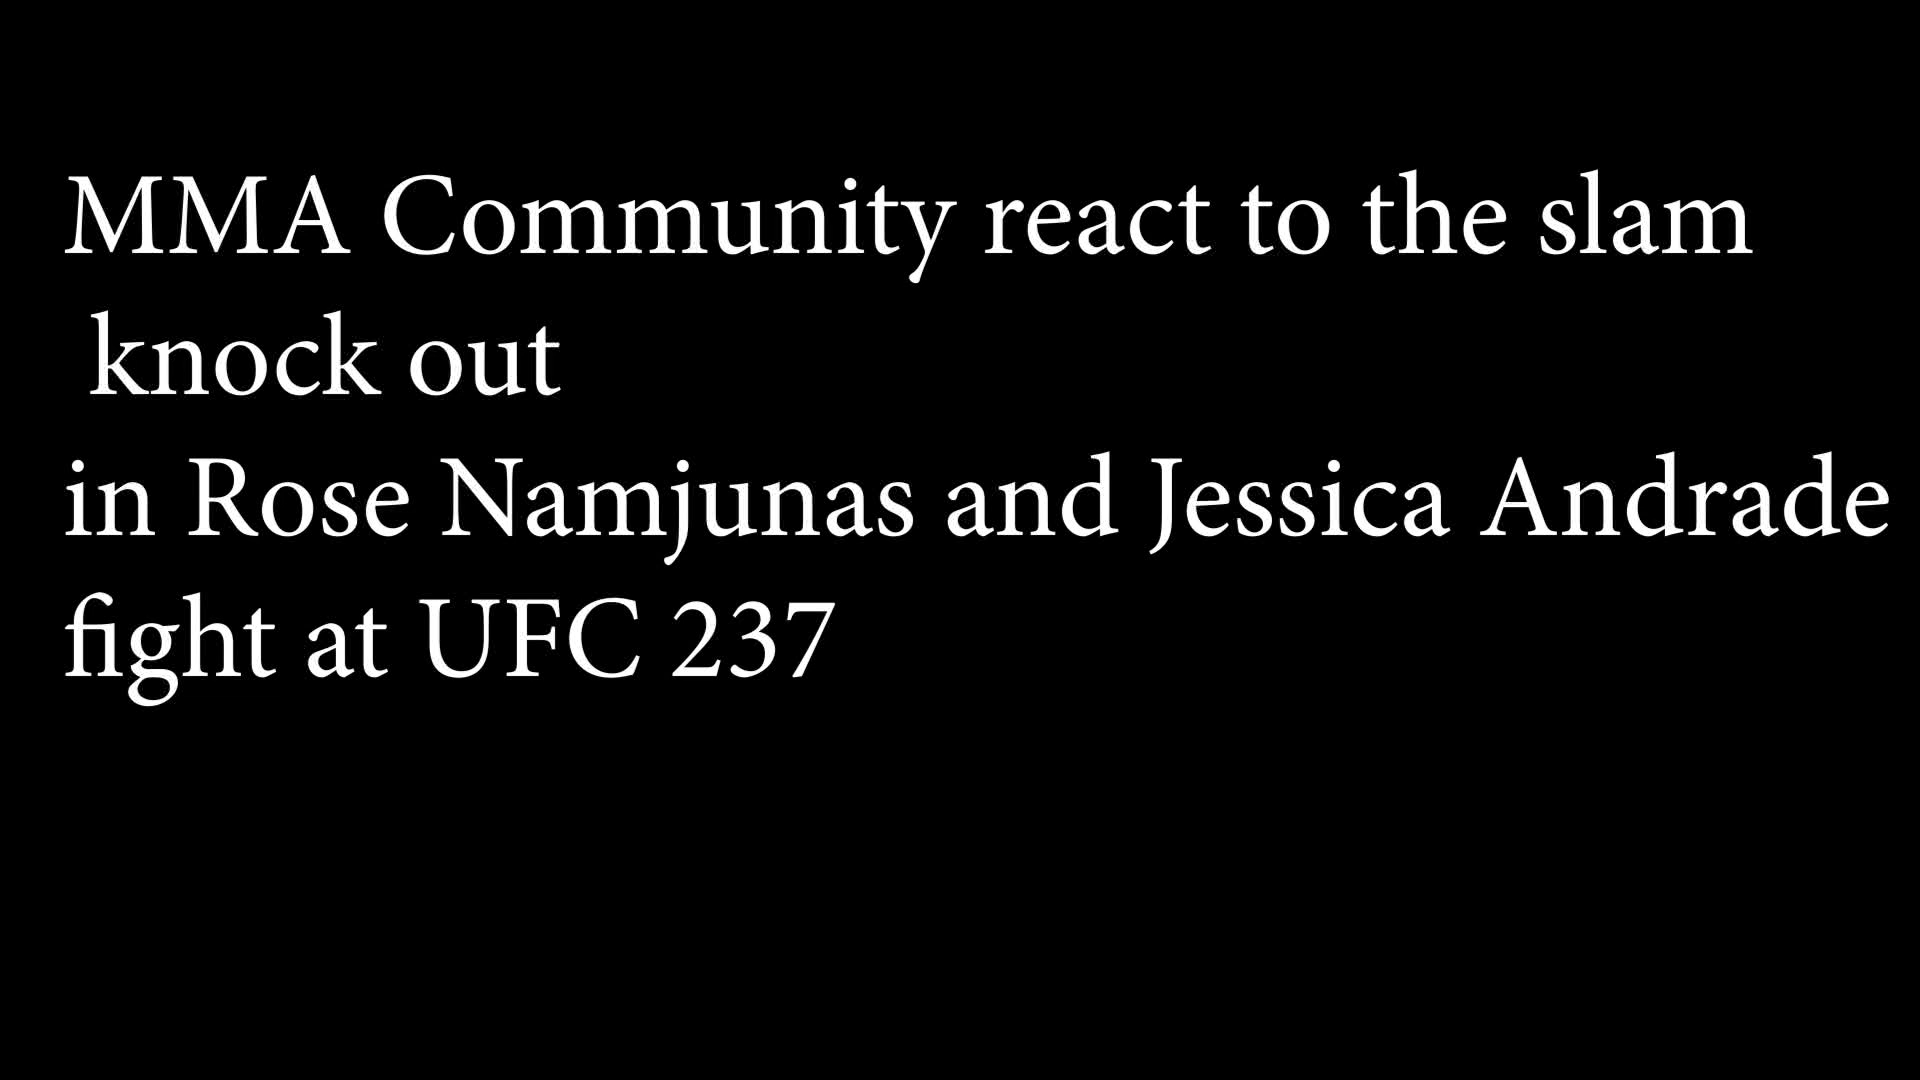 MMA Community react to the slam
knock out
in Rose Namjunas and Jessica Andrade
fight at UFC 237